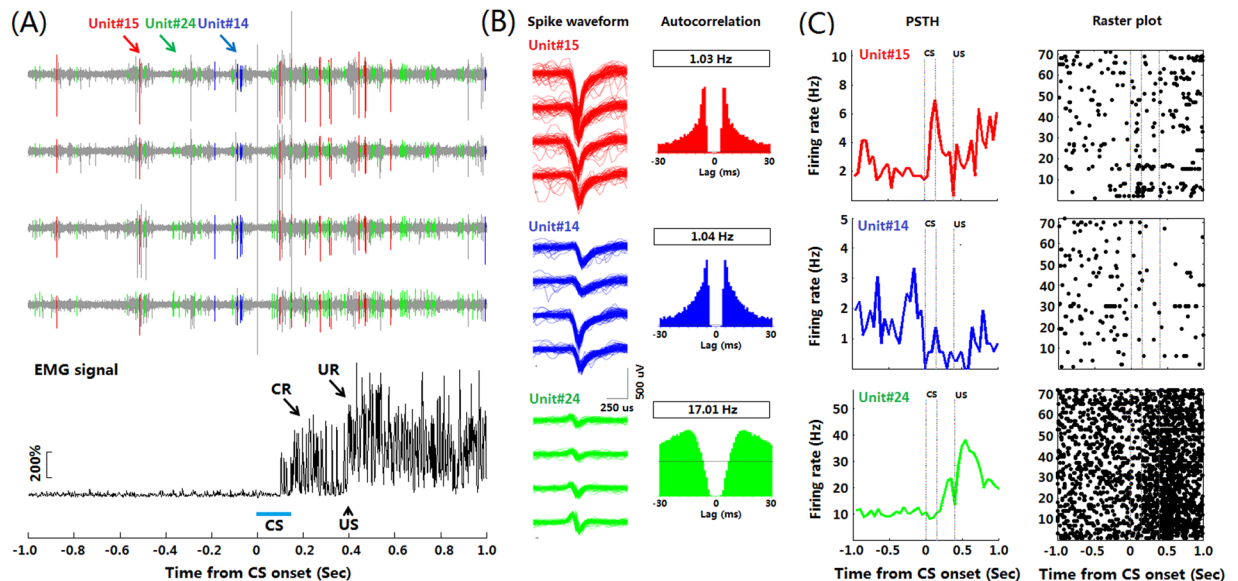 (A)
Unit#15 Unit#24 Unit#14
EMG signal
CR
UR
200%
CS
US
-1.0 -0.8 -0.6 -0.4 -0.2 0 0.2 0.4 0.6 0.8 1.0
Time from CS onset (Sec)
(B)
Spike waveform Autocorrelation
Unit#15
1.03 Hz
-30 0 30
Lag (ms)
Unit#14
1.04 Hz
-30 0 30
Lag (ms)
500 uV
250 us
Unit#24
17.01 Hz
-30 0 30
Lag (ms)
(C)
PSTH Raster plot
Unit#15
CS US
Firing rate (Hz)
10
8
6
4
2
70
60
50
40
30
20
10
Unit#14
CS US
Firing rate (Hz)
5
4
3
2
1
70
60
50
40
30
20
10
Unit#24
CS US
Firing rate (Hz)
50
40
30
20
10
70
60
50
40
30
20
10
-1.0 -0.5 0 0.5 1.0
-1.0 -0.5 0 0.5 1.0
Time from CS onset (Sec)